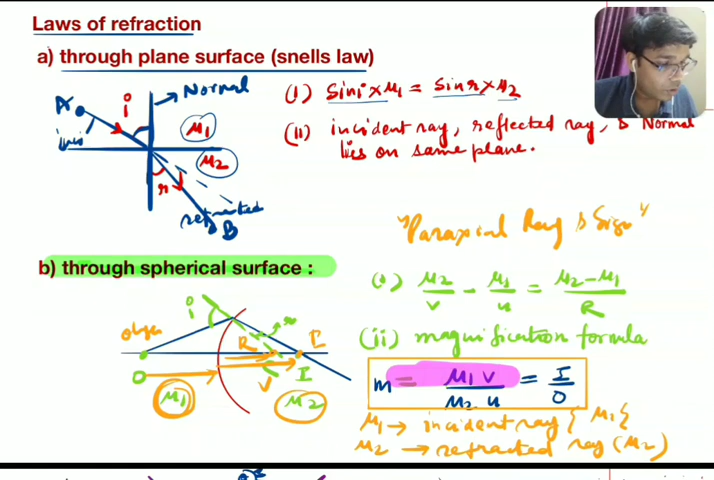 Laws of refraction
a) through plane surface (snells law)
A
i
Normal
μ1
μ2
r
refracted
B
(i) sini × μ1 = sinr × μ2
(ii) incident ray, reflected ray, & Normal
lies on same plane.
"Paraxial Ray & Sign"
b) through spherical surface :
i
r
R
I
O
I
V
μ1
μ2
(i) μ2/v - μ1/u = μ2-μ1/R
(ii) magnification formula
m = μ1 v / μ2 u = I/O
μ1 → incident ray { μ1 {
μ2 → refracted ray (μ2)